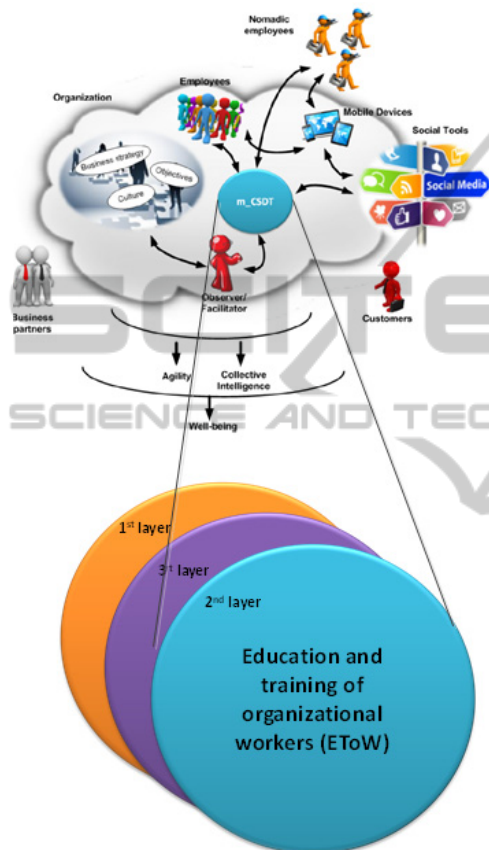 Nomadic
employees
Employees
Organization
Mobile Devices
Social Tools
Business strategy
Objectives
Culture
Social Media
m_CSDT
Observer/
Facilitator
Business
partners
Customers
Agility
Collective
Intelligence
Well-being
SCITE
SCIENCE AND TEC
1st layer
3rd layer
2nd layer
Education and
training of
organizational
workers (EToW)